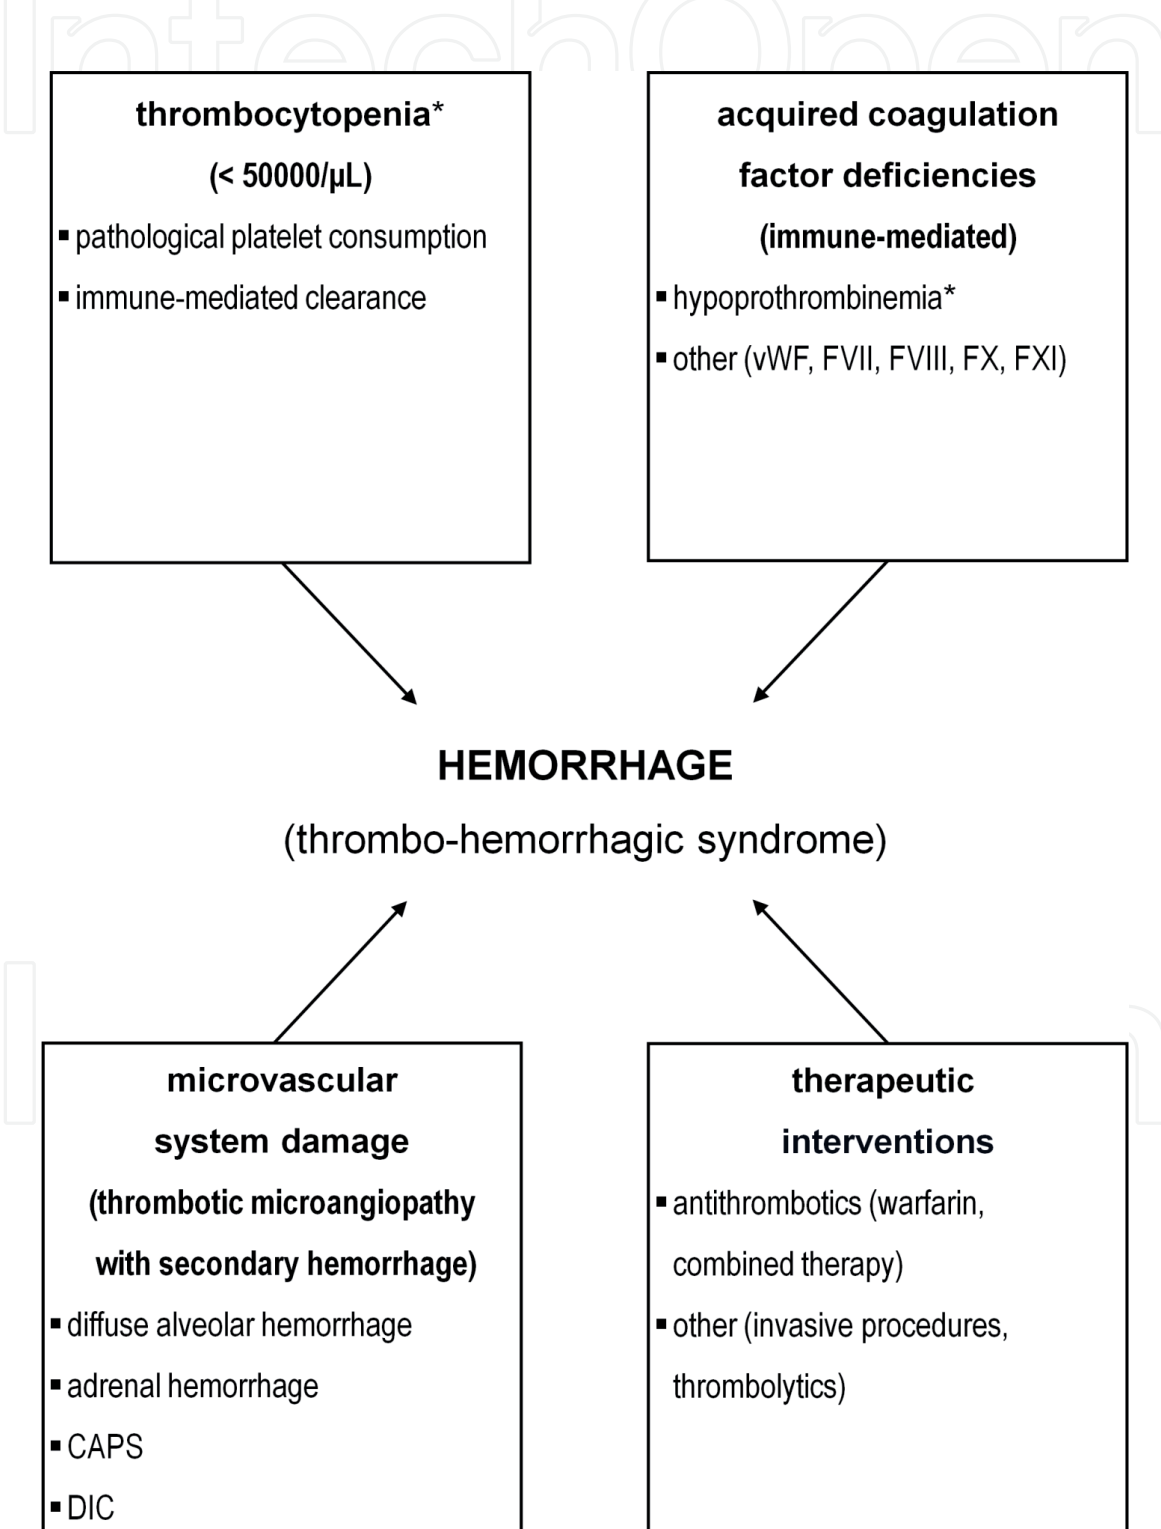 IntechOpen
thrombocytopenia*
(< 50000/µL)
▪ pathological platelet consumption
▪ immune-mediated clearance
acquired coagulation
factor deficiencies
(immune-mediated)
▪ hypoprothrombinemia*
▪ other (vWF, FVII, FVIII, FX, FXI)
HEMORRHAGE
(thrombo-hemorrhagic syndrome)
microvascular
system damage
(thrombotic microangiopathy
with secondary hemorrhage)
▪ diffuse alveolar hemorrhage
▪ adrenal hemorrhage
▪ CAPS
▪ DIC
therapeutic
interventions
▪ antithrombotics (warfarin,
combined therapy)
▪ other (invasive procedures,
thrombolytics)